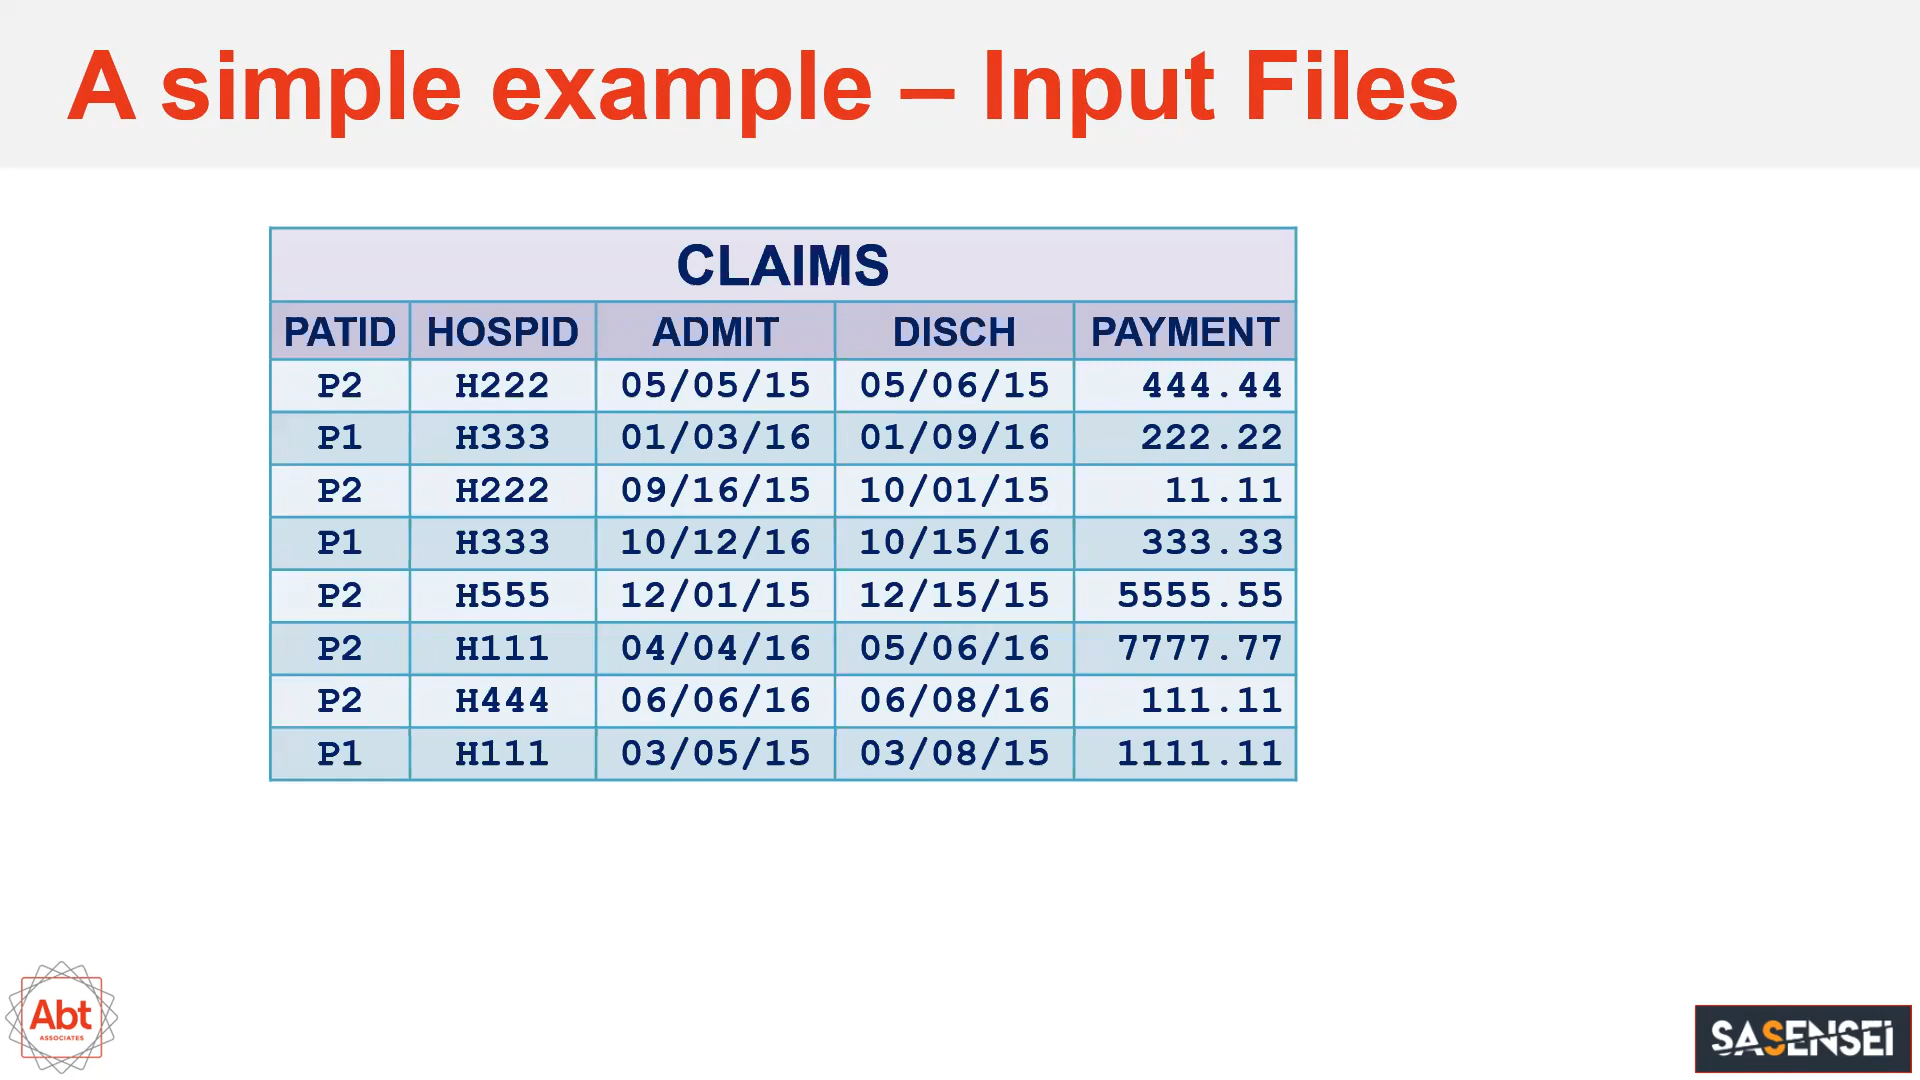 A simple example – Input Files
CLAIMS
PATID HOSPID ADMIT DISCH PAYMENT
P2 H222 05/05/15 05/06/15 444.44
P1 H333 01/03/16 01/09/16 222.22
P2 H222 09/16/15 10/01/15 11.11
P1 H333 10/12/16 10/15/16 333.33
P2 H555 12/01/15 12/15/15 5555.55
P2 H111 04/04/16 05/06/16 7777.77
P2 H444 06/06/16 06/08/16 111.11
P1 H111 03/05/15 03/08/15 1111.11
Abt
ASSOCIATES
SASENSEI